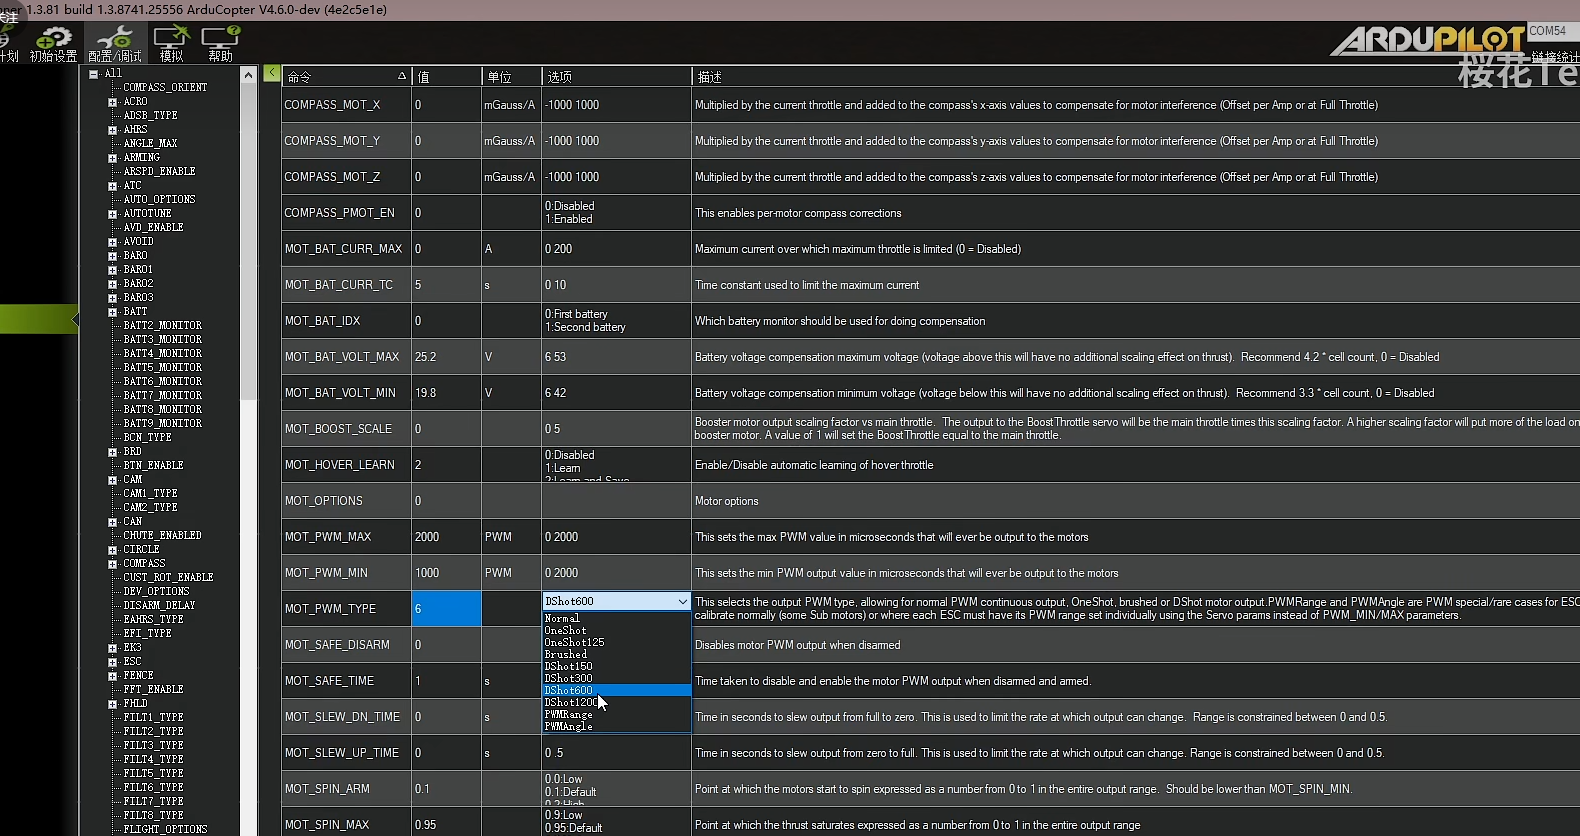 1.3.81 build 1.3.8741.25556 ArduCopter V4.6.0-dev (4e2c5e1e)
关注
计划 初始设置 配置/调试 模拟 帮助
ARDUPILOT
COM54
链接统计
桜花Te
All
COMPASS_ORIENT
ACRO
ADSB_TYPE
AHRS
ANGLE_MAX
ARMING
ARSPD_ENABLE
ATC
AUTO_OPTIONS
AUTOTUNE
AVD_ENABLE
AVOID
BARO
BARO1
BARO2
BARO3
BATT
BATT2_MONITOR
BATT3_MONITOR
BATT4_MONITOR
BATT5_MONITOR
BATT6_MONITOR
BATT7_MONITOR
BATT8_MONITOR
BATT9_MONITOR
BCN_TYPE
BRD
BTN_ENABLE
CAM
CAM1_TYPE
CAM2_TYPE
CAN
CHUTE_ENABLED
CIRCLE
COMPASS
CUST_ROT_ENABLE
DEV_OPTIONS
DISARM_DELAY
EAHRS_TYPE
EFI_TYPE
EK3
ESC
FENCE
FFT_ENABLE
FHLD
FILT1_TYPE
FILT2_TYPE
FILT3_TYPE
FILT4_TYPE
FILT5_TYPE
FILT6_TYPE
FILT7_TYPE
FILT8_TYPE
FLIGHT_OPTIONS
命令 值 单位 选项 描述
COMPASS_MOT_X 0 mGauss/A -1000 1000 Multiplied by the current throttle and added to the compass's x-axis values to compensate for motor interference (Offset per Amp or at Full Throttle)
COMPASS_MOT_Y 0 mGauss/A -1000 1000 Multiplied by the current throttle and added to the compass's y-axis values to compensate for motor interference (Offset per Amp or at Full Throttle)
COMPASS_MOT_Z 0 mGauss/A -1000 1000 Multiplied by the current throttle and added to the compass's z-axis values to compensate for motor interference (Offset per Amp or at Full Throttle)
COMPASS_PMOT_EN 0 0:Disabled
1:Enabled This enables per-motor compass corrections
MOT_BAT_CURR_MAX 0 A 0 200 Maximum current over which maximum throttle is limited (0 = Disabled)
MOT_BAT_CURR_TC 5 s 0 10 Time constant used to limit the maximum current
MOT_BAT_IDX 0 0:First battery
1:Second battery Which battery monitor should be used for doing compensation
MOT_BAT_VOLT_MAX 25.2 V 6 53 Battery voltage compensation maximum voltage (voltage above this will have no additional scaling effect on thrust). Recommend 4.2 * cell count, 0 = Disabled
MOT_BAT_VOLT_MIN 19.8 V 6 42 Battery voltage compensation minimum voltage (voltage below this will have no additional scaling effect on thrust). Recommend 3.3 * cell count, 0 = Disabled
MOT_BOOST_SCALE 0 0 5 Booster motor output scaling factor vs main throttle. The output to the BoostThrottle servo will be the main throttle times this scaling factor. A higher scaling factor will put more of the load on
booster motor. A value of 1 will set the BoostThrottle equal to the main throttle.
MOT_HOVER_LEARN 2 0:Disabled
1:Learn
2:Learn and Save Enable/Disable automatic learning of hover throttle
MOT_OPTIONS 0 Motor options
MOT_PWM_MAX 2000 PWM 0 2000 This sets the max PWM value in microseconds that will ever be output to the motors
MOT_PWM_MIN 1000 PWM 0 2000 This sets the min PWM output value in microseconds that will ever be output to the motors
MOT_PWM_TYPE 6 DShot600 This selects the output PWM type, allowing for normal PWM continuous output, OneShot, brushed or DShot motor output.PWMRange and PWMAngle are PWM special/rare cases for ESC
calibrate normally (some Sub motors) or where each ESC must have its PWM range set individually using the Servo params instead of PWM_MIN/MAX parameters.
Normal
OneShot
OneShot125
Brushed
DShot150
DShot300
DShot600
DShot1200
PWMRange
PWMAngle
MOT_SAFE_DISARM 0 Disables motor PWM output when disarmed
MOT_SAFE_TIME 1 s Time taken to disable and enable the motor PWM output when disarmed and armed.
MOT_SLEW_DN_TIME 0 s Time in seconds to slew output from full to zero. This is used to limit the rate at which output can change. Range is constrained between 0 and 0.5.
MOT_SLEW_UP_TIME 0 s 0 .5 Time in seconds to slew output from zero to full. This is used to limit the rate at which output can change. Range is constrained between 0 and 0.5.
MOT_SPIN_ARM 0.1 0.0:Low
0.1:Default
0.2:High Point at which the motors start to spin expressed as a number from 0 to 1 in the entire output range. Should be lower than MOT_SPIN_MIN.
MOT_SPIN_MAX 0.95 0.9:Low
0.95:Default Point at which the thrust saturates expressed as a number from 0 to 1 in the entire output range